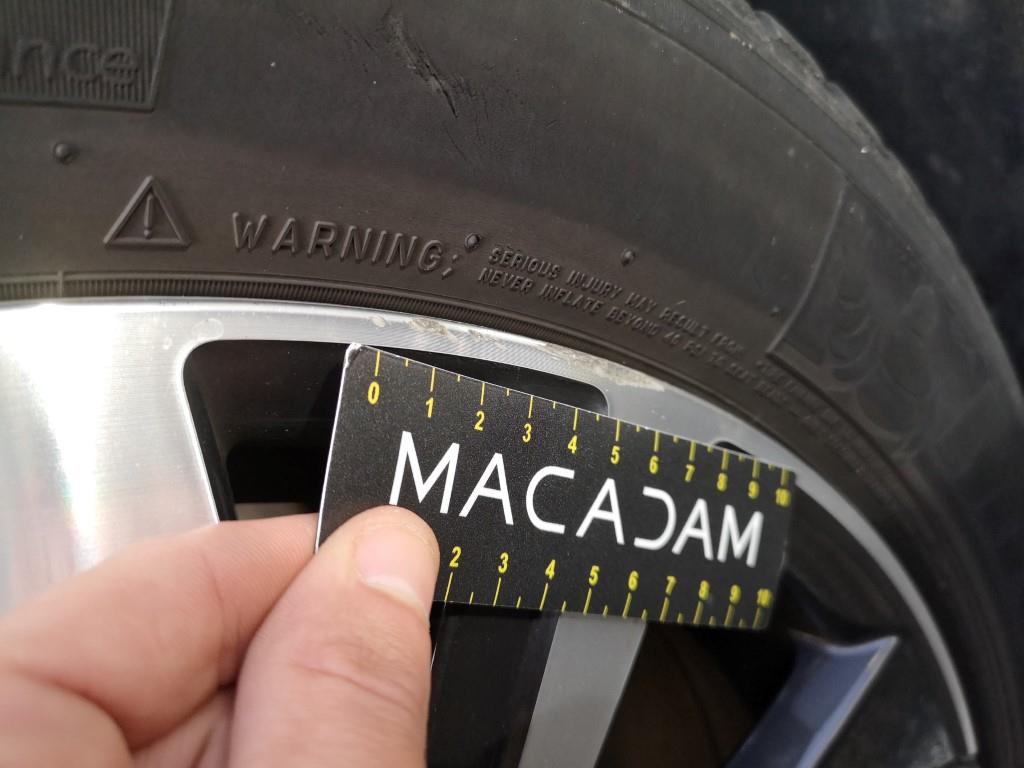 nce
WARNING;
SERIOUS INJURY MAY RESULT FROM
NEVER INFLATE BEYOND
0 1 2 3 4 5 6 7 8 9 10
MACADAM
2 3 4 5 6 7 8 9 10